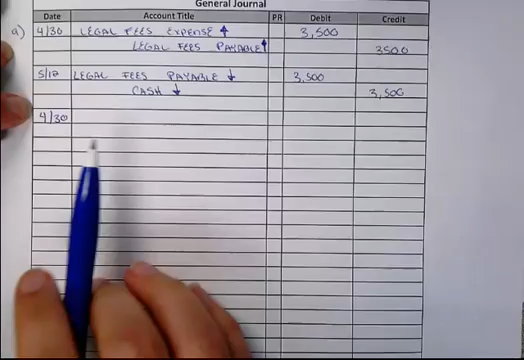 General Journal
Date Account Title PR Debit Credit
a) 4/30 LEGAL FEES EXPENSE ↑ 3,500
LEGAL FEES PAYABLE ↑ 3500
5/12 LEGAL FEES PAYABLE ↓ 3,500
CASH ↓ 3,500
4/30